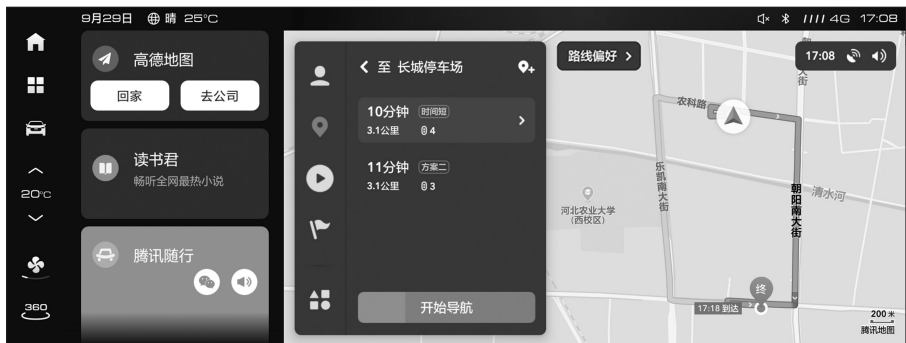 9月29日 晴 25°C
4G 17:08
高德地图
回家 去公司
读书君
畅听全网最热小说
腾讯随行
20°C
360
至 长城停车场
10分钟 时间短
3.1公里 4
11分钟 方案二
3.1公里 3
开始导航
路线偏好
17:08
大
街
农科路
乐凯南大街
朝阳南大街
清水河
河北农业大学
(西校区)
终
17:18 到达
200米
腾讯地图